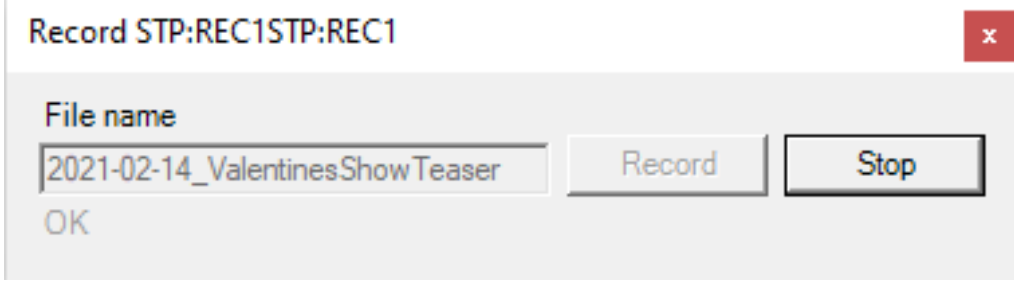 Record STP:REC1STP:REC1
x
File name
2021-02-14_ValentinesShowTeaser Record Stop
OK